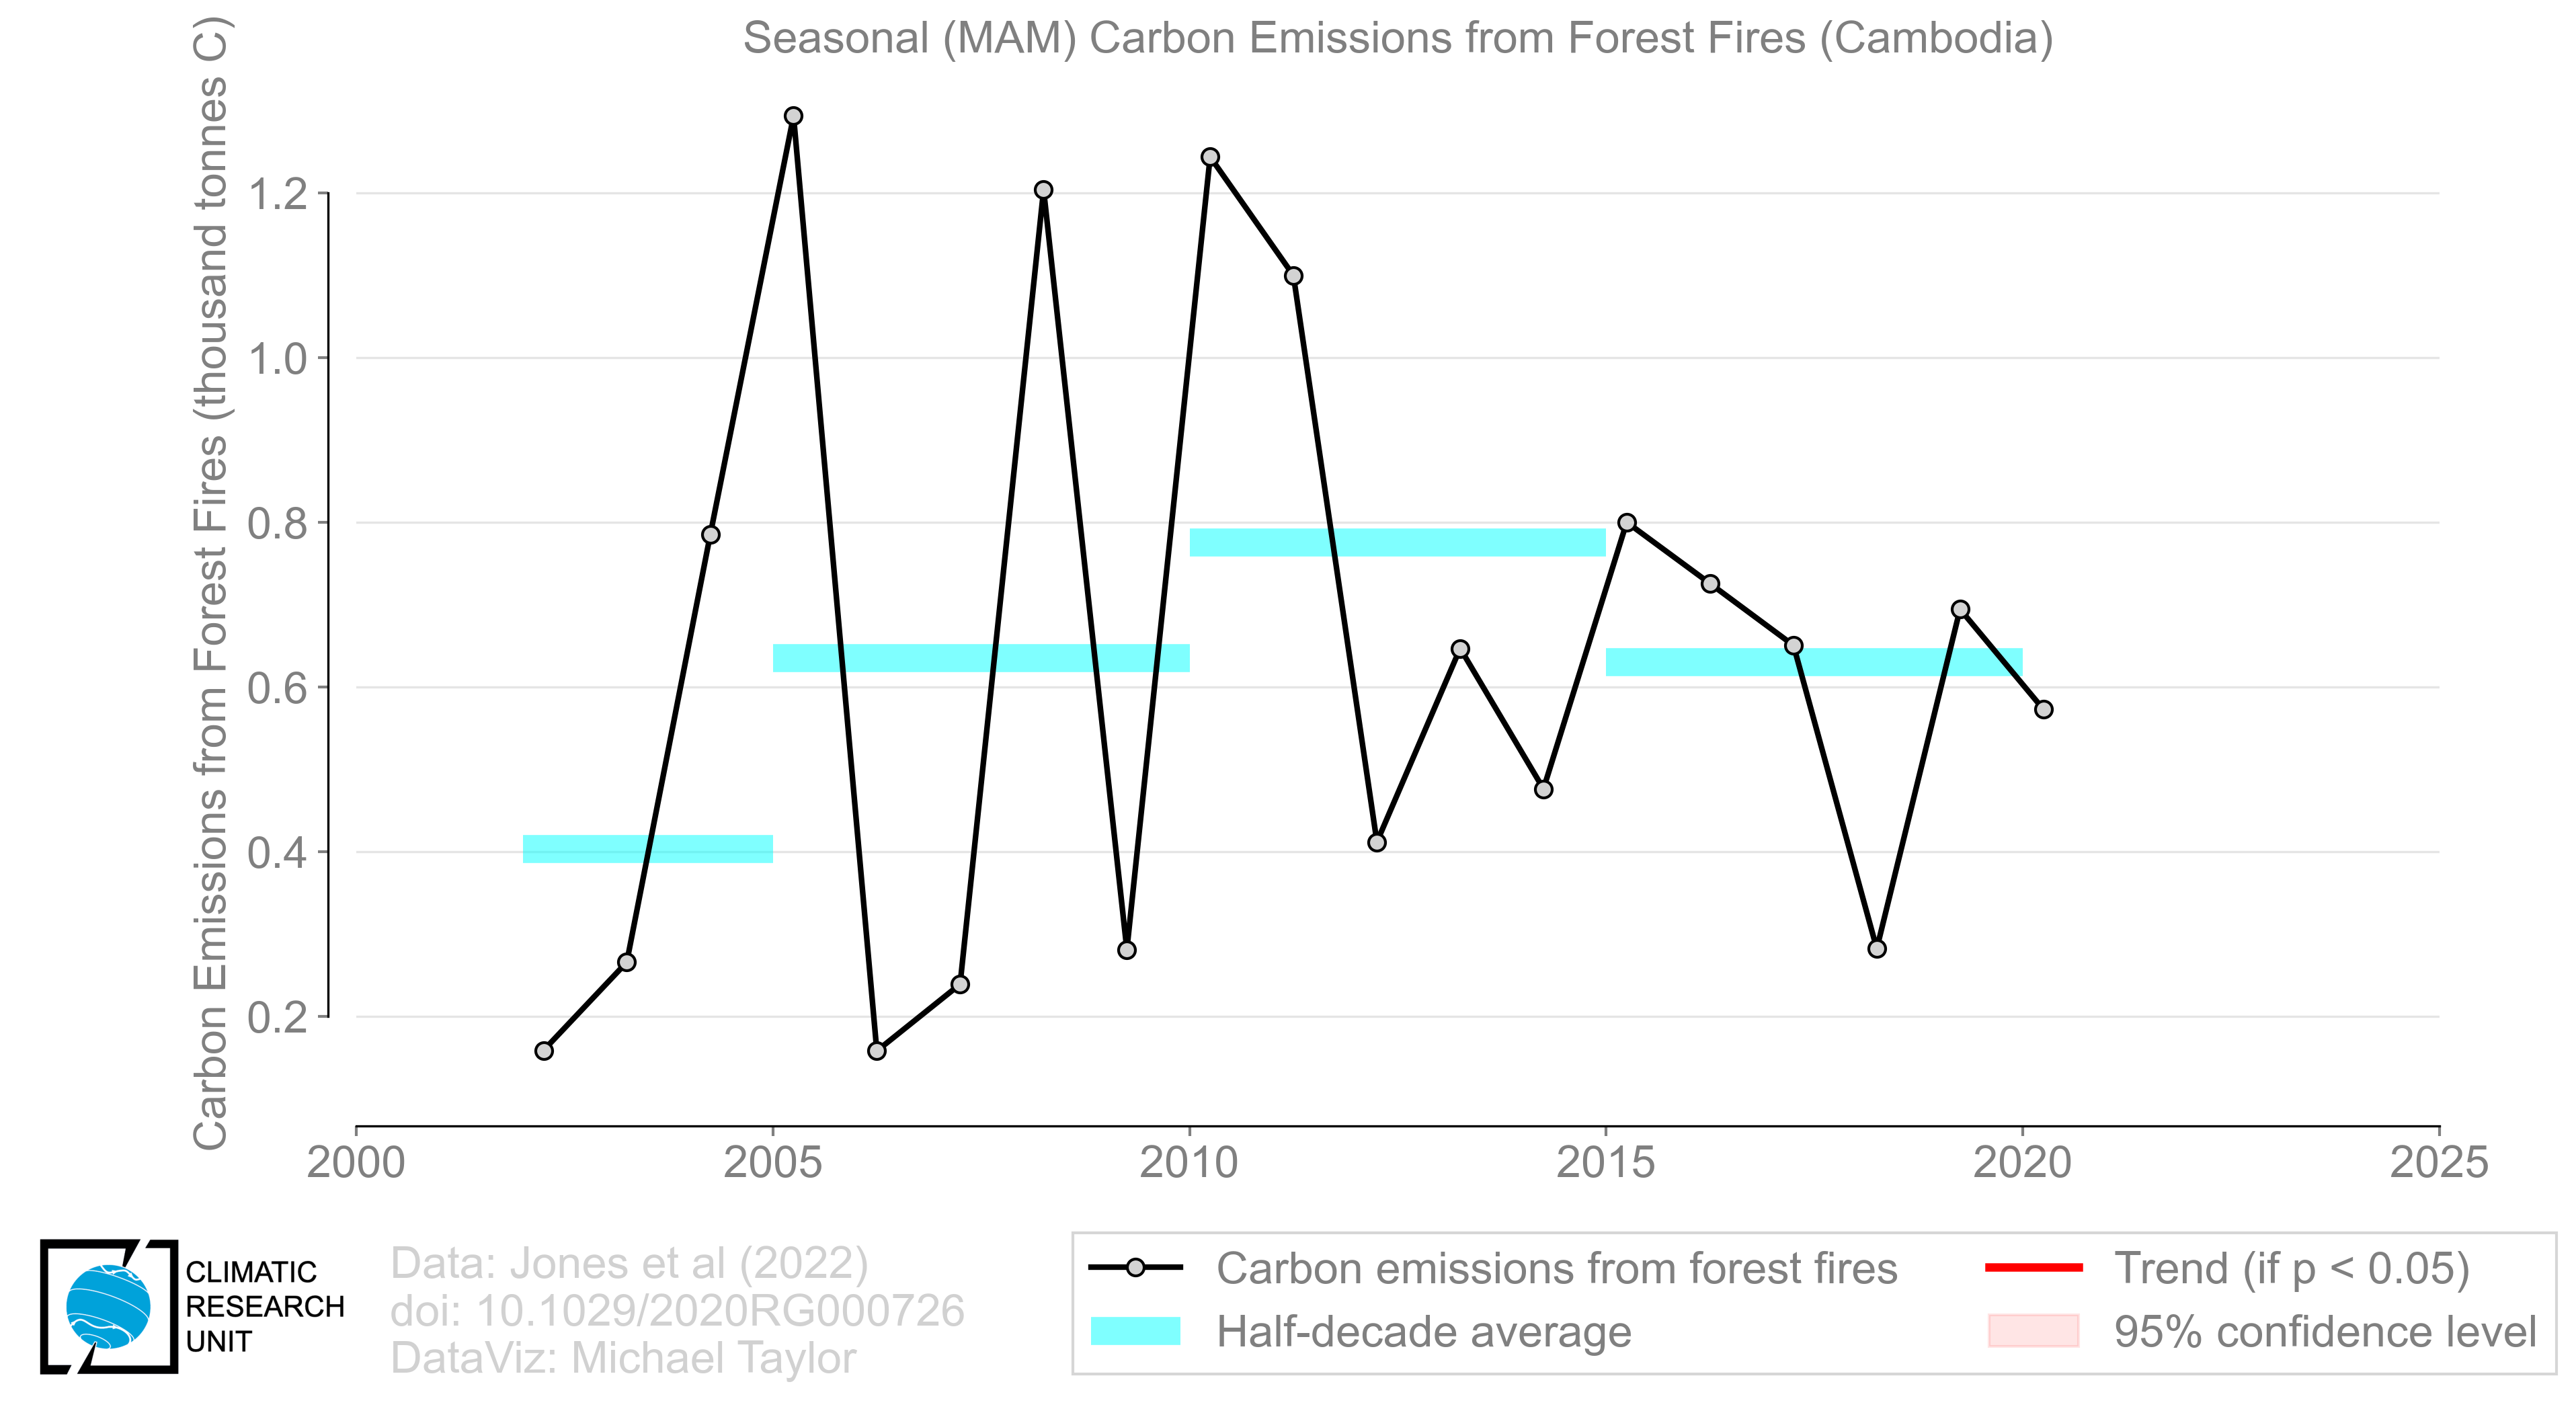 Seasonal (MAM) Carbon Emissions from Forest Fires (Cambodia)
Carbon Emissions from Forest Fires (thousand tonnes C)
1.2
1.0
0.8
0.6
0.4
0.2
2000 2005 2010 2015 2020 2025
CLIMATIC
RESEARCH
UNIT
Data: Jones et al (2022)
doi: 10.1029/2020RG000726
DataViz: Michael Taylor
Carbon emissions from forest fires
Half-decade average
Trend (if p < 0.05)
95% confidence level